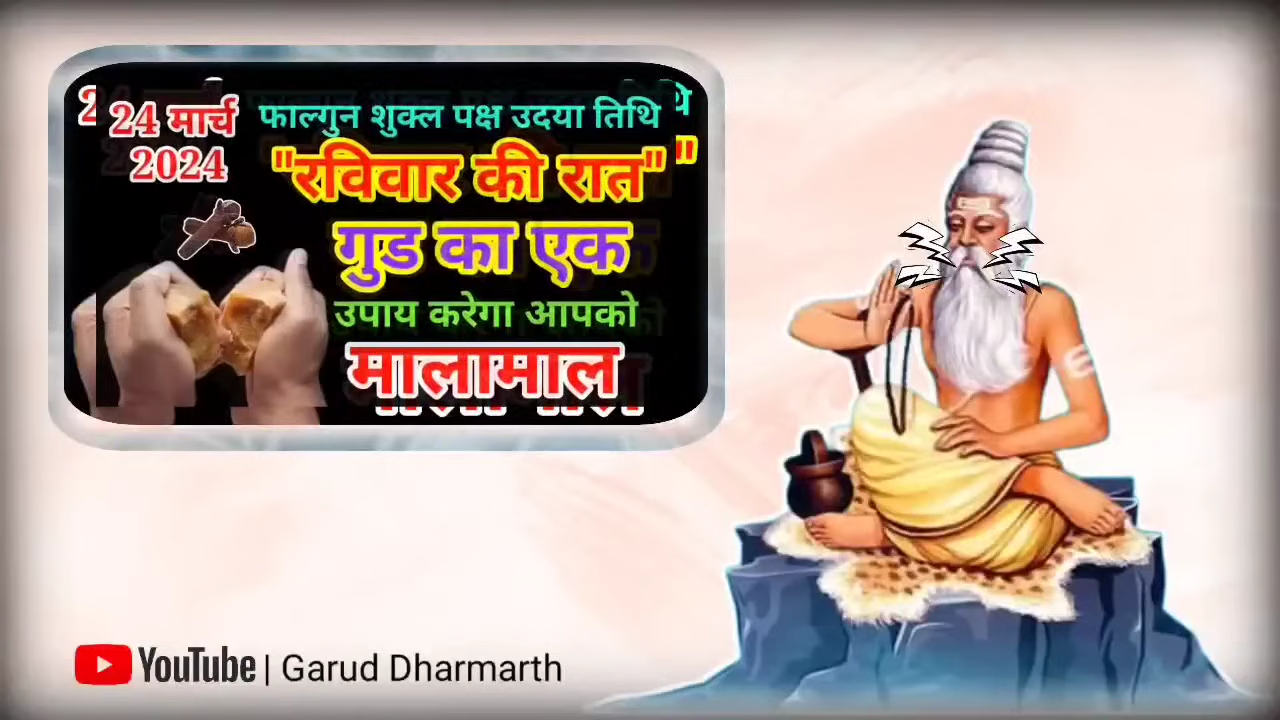 24 मार्च
2024
फाल्गुन शुक्ल पक्ष उदया तिथि
"रविवार की रात"
गुड का एक
उपाय करेगा आपको
मालामाल
YouTube | Garud Dharmarth